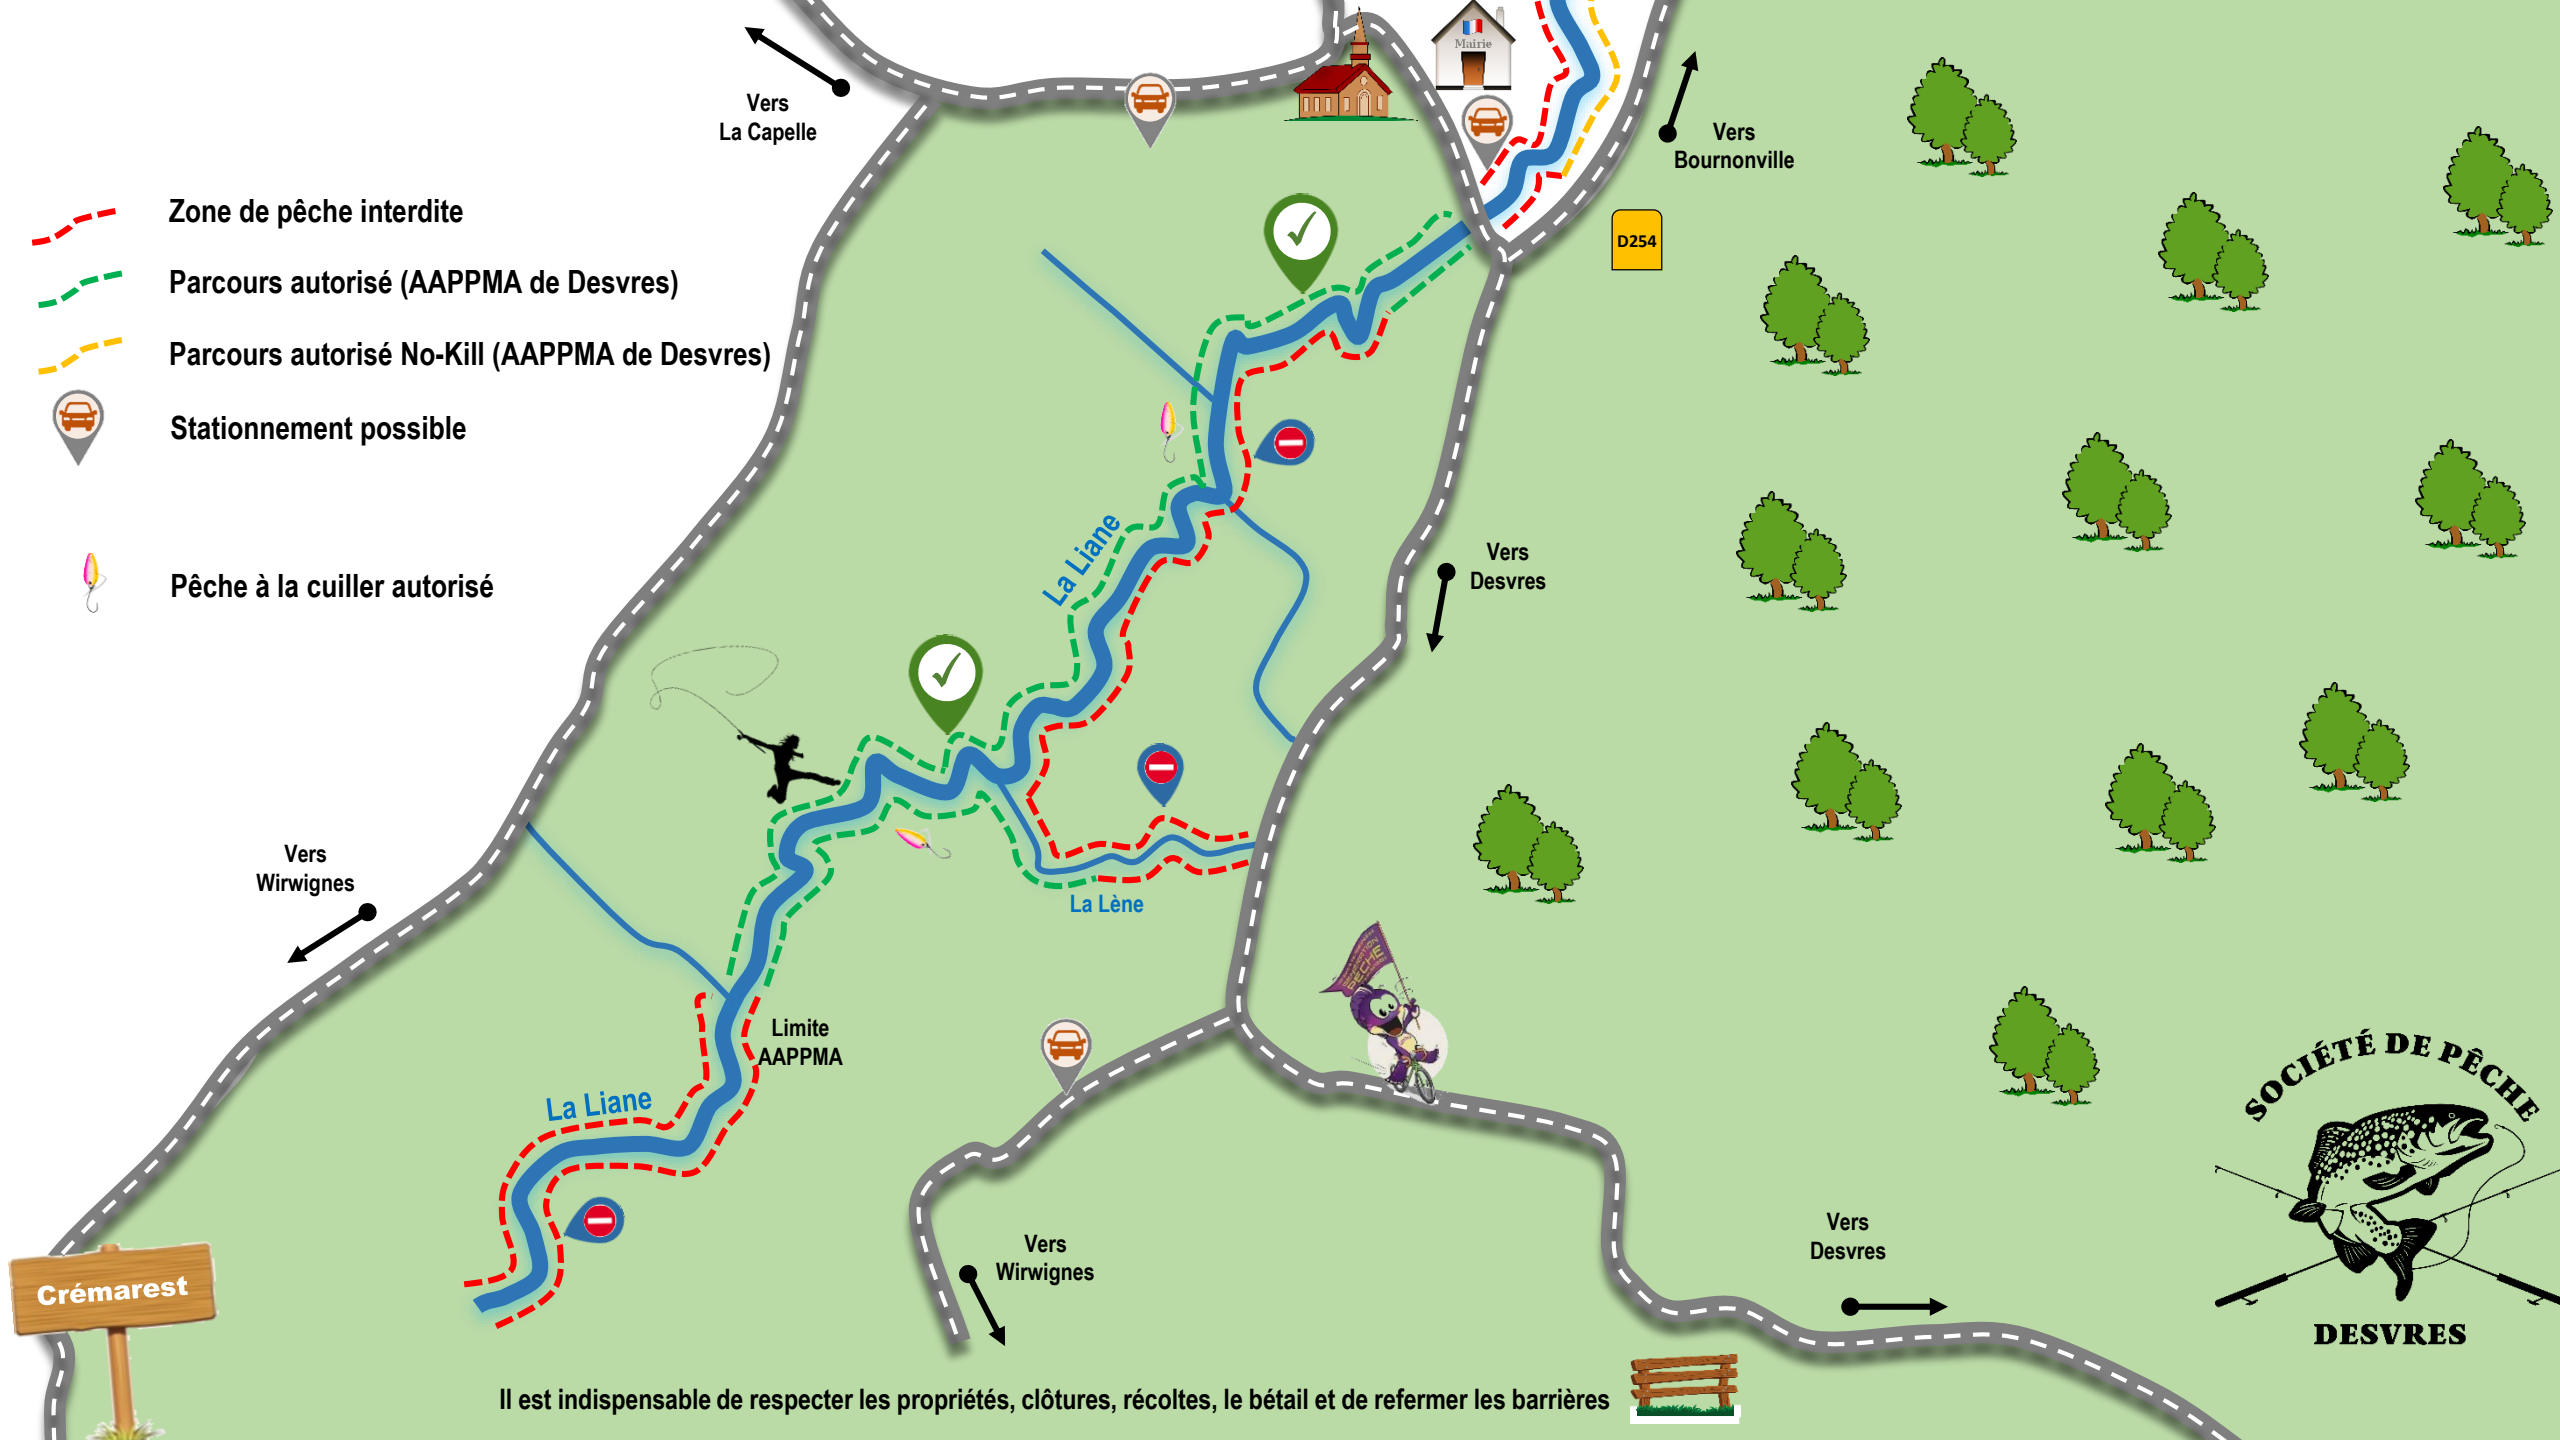 Mairie
Vers
La Capelle
Vers
Bournonville
Zone de pêche interdite
D254
Parcours autorisé (AAPPMA de Desvres)
Parcours autorisé No-Kill (AAPPMA de Desvres)
Stationnement possible
La Liane
Vers
Desvres
Pêche à la cuiller autorisé
Vers
Wirwignes
La Lène
PÊCHE
Limite
AAPPMA
La Liane
SOCIÉTÉ DE PÊCHE
DESVRES
Vers
Wirwignes
Vers
Desvres
Crémarest
Il est indispensable de respecter les propriétés, clôtures, récoltes, le bétail et de refermer les barrières